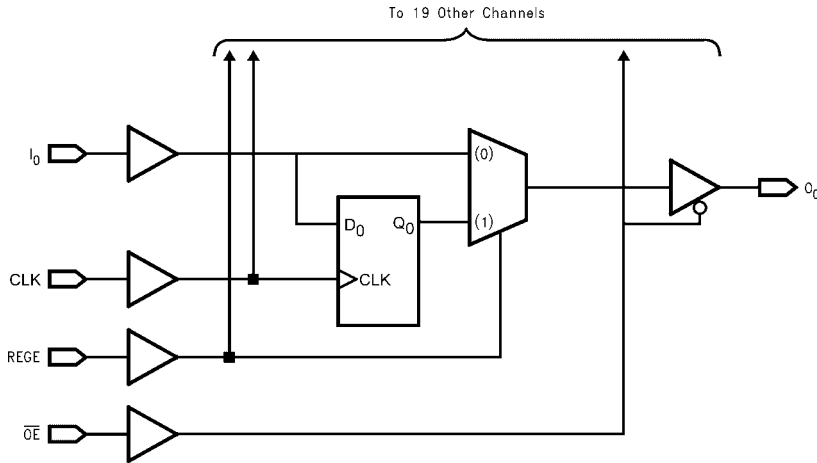 To 19 Other Channels
I0
(0)
O0
D0
Q0
(1)
CLK
CLK
REGE
OE